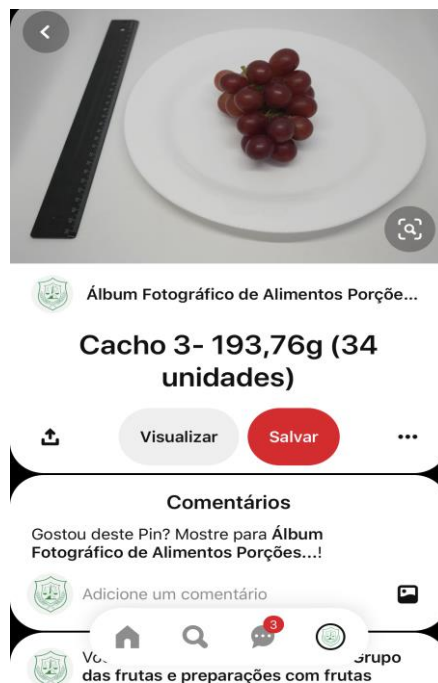 Álbum Fotográfico de Alimentos Porçõe...
Cacho 3- 193,76g (34
unidades)
Visualizar
Salvar
Comentários
Gostou deste Pin? Mostre para Álbum
Fotográfico de Alimentos Porções...!
Adicione um comentário
3
das frutas e preparações com frutas